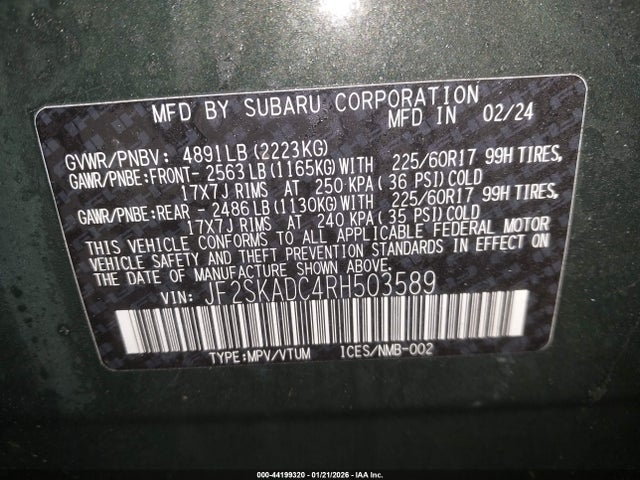 MFD BY SUBARU CORPORATION
MFD IN 02/24
GVWR/PNBV: 4891LB (2223KG)
GAWR/PNBE:FRONT- 2563 LB (1165KG) WITH 225/60R17 99H TIRES,
17X7J RIMS AT 250 KPA ( 36 PSI) COLD
GAWR/PNBE:REAR - 2486 LB (1130KG) WITH 225/60R17 99H TIRES,
17X7J RIMS AT 240 KPA ( 35 PSI) COLD
THIS VEHICLE CONFORMS TO ALL APPLICABLE FEDERAL MOTOR
VEHICLE SAFETY AND THEFT PREVENTION STANDARDS IN EFFECT ON
THE DATE OF MANUFACTURE SHOWN ABOVE.
VIN: JF2SKADC4RH503589
TYPE:MPV/VTUM ICES/NMB-002
000-44199320 - 01/21/2026 - IAA Inc.